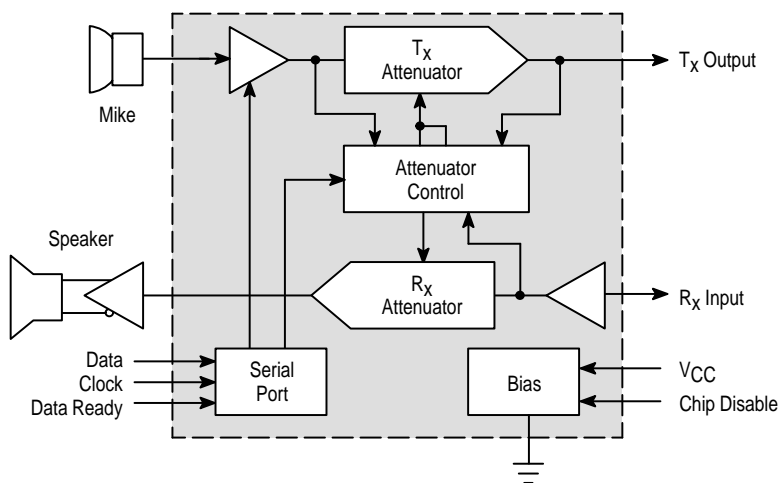 Mike
Tx
Attenuator
Tx Output
Attenuator
Control
Speaker
Rx
Attenuator
Rx Input
Data
Clock
Data Ready
Serial
Port
Bias
VCC
Chip Disable